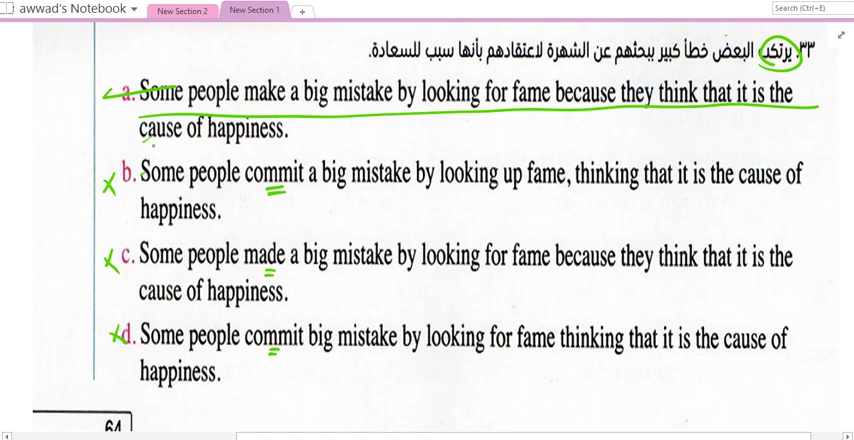 awwad's Notebook
New Section 2
New Section 1
+
Search (Ctrl+E)
٣٣. يرتكب البعض خطأ كبير ببحثهم عن الشهرة لاعتقادهم بأنها سبب للسعادة.
a. Some people make a big mistake by looking for fame because they think that it is the
cause of happiness.
b. Some people commit a big mistake by looking up fame, thinking that it is the cause of
happiness.
c. Some people made a big mistake by looking for fame because they think that it is the
cause of happiness.
d. Some people commit big mistake by looking for fame thinking that it is the cause of
happiness.
64